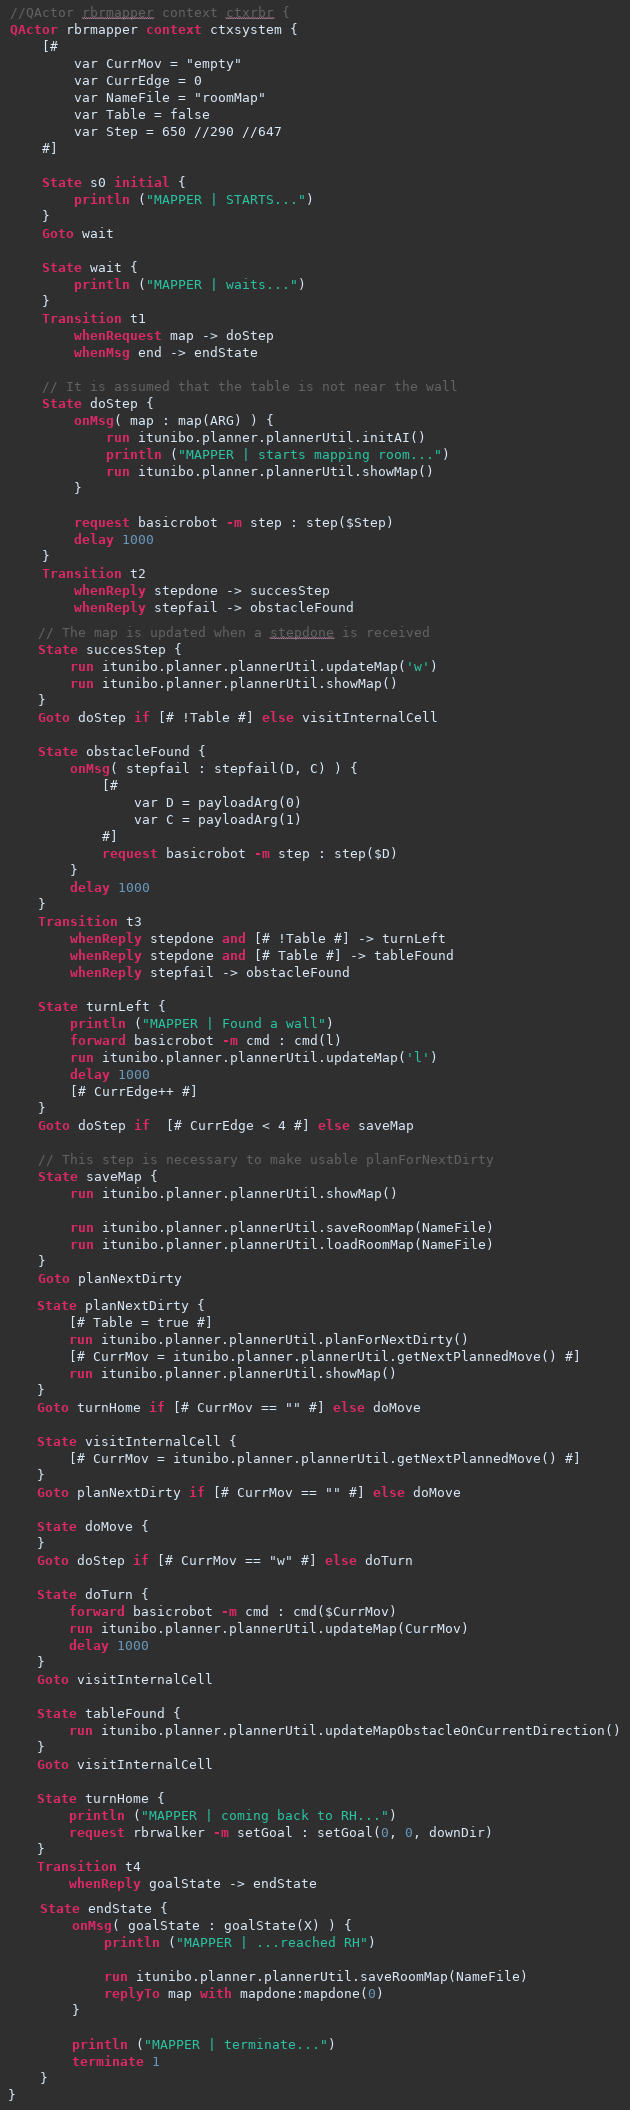 //QActor rbrmapper context ctxrbr {
QActor rbrmapper context ctxsystem {
    [#
        var CurrMov = "empty"
        var CurrEdge = 0
        var NameFile = "roomMap"
        var Table = false
        var Step = 650 //290 //647
    #]

    State s0 initial {
        println ("MAPPER | STARTS...")
    }
    Goto wait

    State wait {
        println ("MAPPER | waits...")
    }
    Transition t1
        whenRequest map -> doStep
        whenMsg end -> endState

    // It is assumed that the table is not near the wall
    State doStep {
        onMsg( map : map(ARG) ) {
            run itunibo.planner.plannerUtil.initAI()
            println ("MAPPER | starts mapping room...")
            run itunibo.planner.plannerUtil.showMap()
        }

        request basicrobot -m step : step($Step)
        delay 1000
    }
    Transition t2
        whenReply stepdone -> succesStep
        whenReply stepfail -> obstacleFound
    // The map is updated when a stepdone is received
    State succesStep {
        run itunibo.planner.plannerUtil.updateMap('w')
        run itunibo.planner.plannerUtil.showMap()
    }
    Goto doStep if [# !Table #] else visitInternalCell

    State obstacleFound {
        onMsg( stepfail : stepfail(D, C) ) {
            [#
                var D = payloadArg(0)
                var C = payloadArg(1)
            #]
            request basicrobot -m step : step($D)
        }
        delay 1000
    }
    Transition t3
        whenReply stepdone and [# !Table #] -> turnLeft
        whenReply stepdone and [# Table #] -> tableFound
        whenReply stepfail -> obstacleFound

    State turnLeft {
        println ("MAPPER | Found a wall")
        forward basicrobot -m cmd : cmd(l)
        run itunibo.planner.plannerUtil.updateMap('l')
        delay 1000
        [# CurrEdge++ #]
    }
    Goto doStep if  [# CurrEdge < 4 #] else saveMap

    // This step is necessary to make usable planForNextDirty
    State saveMap {
        run itunibo.planner.plannerUtil.showMap()

        run itunibo.planner.plannerUtil.saveRoomMap(NameFile)
        run itunibo.planner.plannerUtil.loadRoomMap(NameFile)
    }
    Goto planNextDirty
    State planNextDirty {
        [# Table = true #]
        run itunibo.planner.plannerUtil.planForNextDirty()
        [# CurrMov = itunibo.planner.plannerUtil.getNextPlannedMove() #]
        run itunibo.planner.plannerUtil.showMap()
    }
    Goto turnHome if [# CurrMov == "" #] else doMove

    State visitInternalCell {
        [# CurrMov = itunibo.planner.plannerUtil.getNextPlannedMove() #]
    }
    Goto planNextDirty if [# CurrMov == "" #] else doMove

    State doMove {
    }
    Goto doStep if [# CurrMov == "w" #] else doTurn

    State doTurn {
        forward basicrobot -m cmd : cmd($CurrMov)
        run itunibo.planner.plannerUtil.updateMap(CurrMov)
        delay 1000
    }
    Goto visitInternalCell

    State tableFound {
        run itunibo.planner.plannerUtil.updateMapObstacleOnCurrentDirection()
    }
    Goto visitInternalCell

    State turnHome {
        println ("MAPPER | coming back to RH...")
        request rbrwalker -m setGoal : setGoal(0, 0, downDir)
    }
    Transition t4
        whenReply goalState -> endState
    State endState {
        onMsg( goalState : goalState(X) ) {
            println ("MAPPER | ...reached RH")

            run itunibo.planner.plannerUtil.saveRoomMap(NameFile)
            replyTo map with mapdone:mapdone(0)
        }

        println ("MAPPER | terminate...")
        terminate 1
    }
}